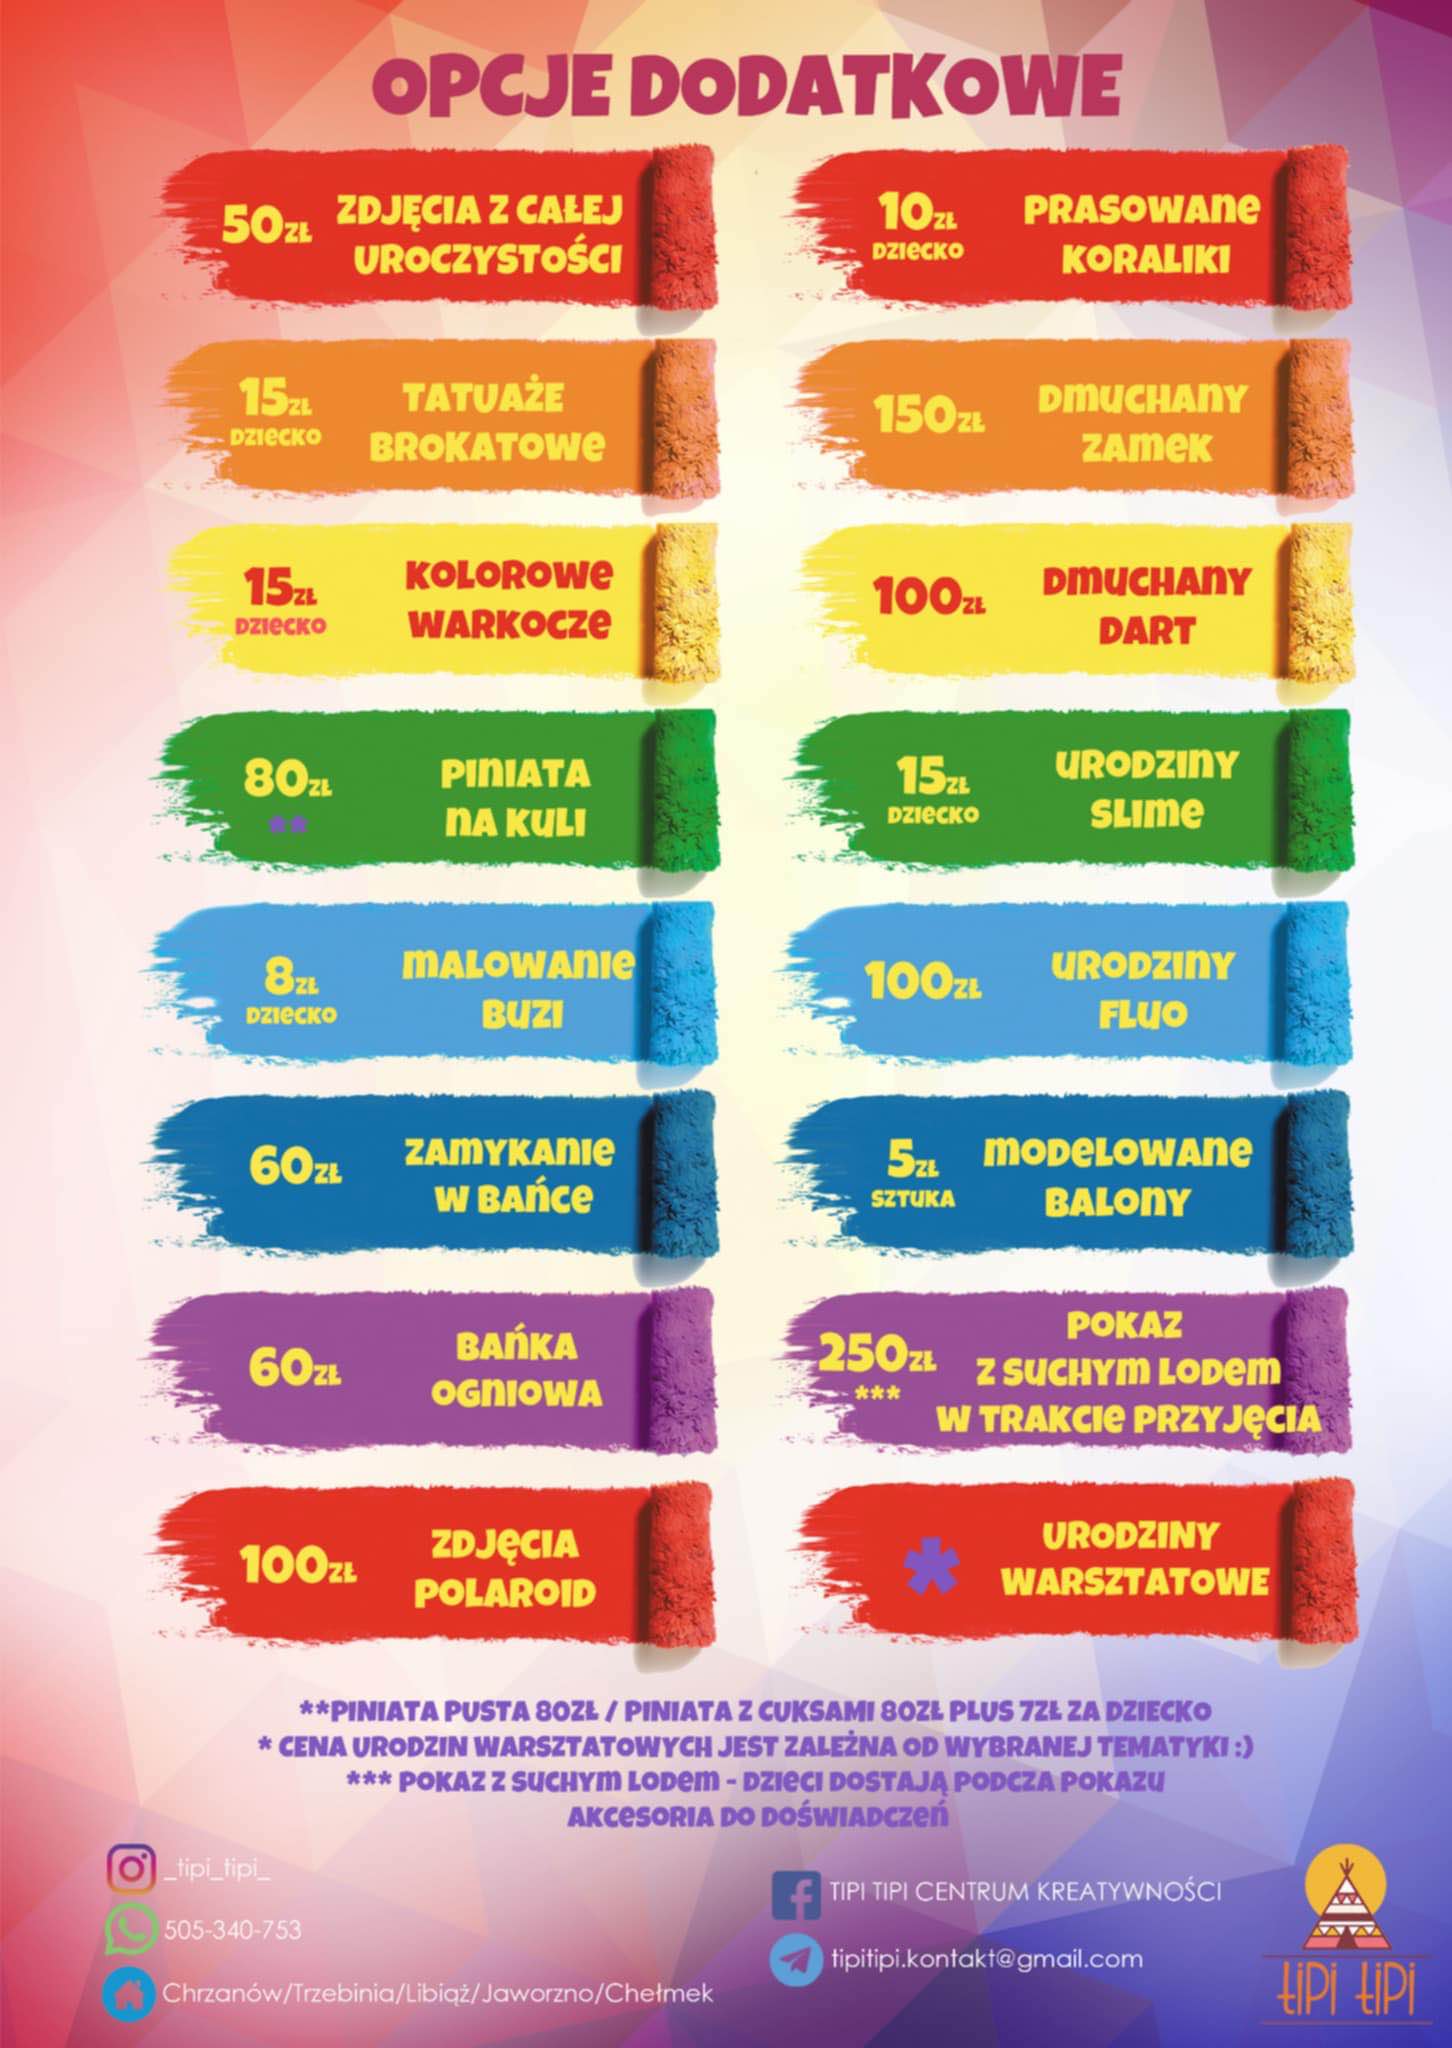 OPCJE DODATKOWE
50ZŁ
ZDJĘCIA Z CAŁEJ
UROCZYSTOŚCI
10ZŁ
DZIECKO
PRASOWANE
KORALIKI
15ZŁ
DZIECKO
TATUAŻE
BROKATOWE
150ZŁ
DMUCHANY
ZAMEK
15ZŁ
DZIECKO
KOLOROWE
WARKOCZE
100ZŁ
DMUCHANY
DART
80ZŁ
**
PINIATA
NA KULI
15ZŁ
DZIECKO
URODZINY
SLIME
8ZŁ
DZIECKO
MALOWANIE
BUZI
100ZŁ
URODZINY
FLUO
60ZŁ
ZAMYKANIE
W BAŃCE
5ZŁ
SZTUKA
MODELOWANE
BALONY
60ZŁ
BAŃKA
OGNIOWA
250ZŁ
***
POKAZ
Z SUCHYM LODEM
W TRAKCIE PRZYJĘCIA
100ZŁ
ZDJĘCIA
POLAROID
*
URODZINY
WARSZTATOWE
**PINIATA PUSTA 80ZŁ / PINIATA Z CUKSAMI 80ZŁ PLUS 7ZŁ ZA DZIECKO
* CENA URODZIN WARSZTATOWYCH JEST ZALEŻNA OD WYBRANEJ TEMATYKI :)
*** POKAZ Z SUCHYM LODEM - DZIECI DOSTAJĄ PODCZA POKAZU
AKCESORIA DO DOŚWIADCZEŃ
_tipi_tipi_
505-340-753
Chrzanów/Trzebinia/Libiąż/Jaworzno/Chełmek
TIPI TIPI CENTRUM KREATYWNOŚCI
tipitipi.kontakt@gmail.com
tiPi tiPi